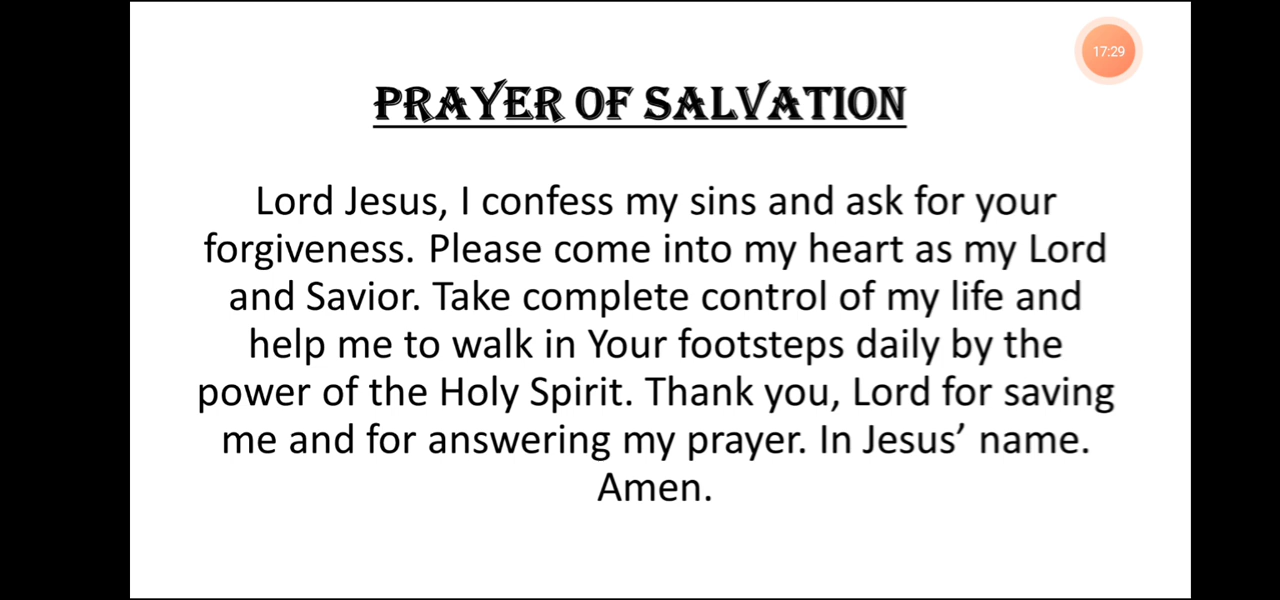 17:29
PRAYER OF SALVATION
Lord Jesus, I confess my sins and ask for your
forgiveness. Please come into my heart as my Lord
and Savior. Take complete control of my life and
help me to walk in Your footsteps daily by the
power of the Holy Spirit. Thank you, Lord for saving
me and for answering my prayer. In Jesus’ name.
Amen.